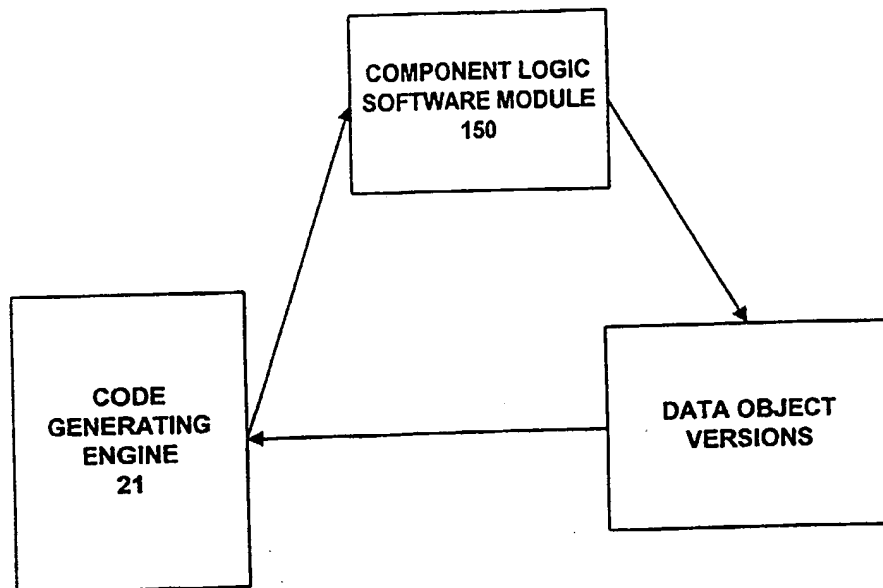 COMPONENT LOGIC
SOFTWARE MODULE
150
CODE
GENERATING
ENGINE
21
DATA OBJECT
VERSIONS